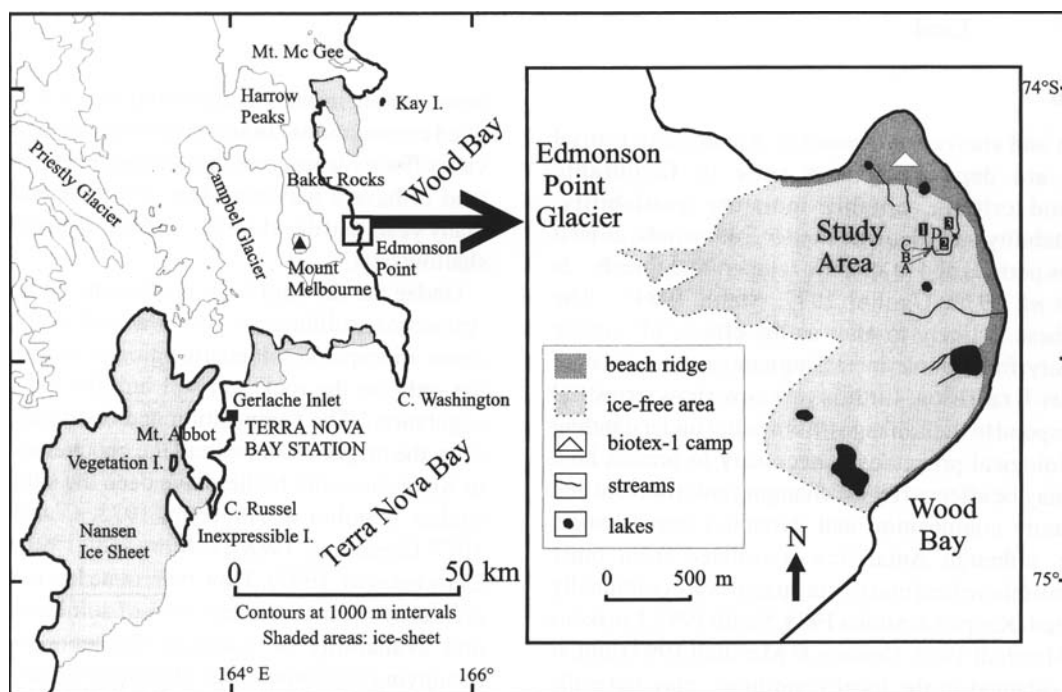 Mt. Mc Gee
Harrow
Peaks
Kay I.
Priestly Glacier
Campbel Glacier
Baker Rocks
Wood Bay
Edmonson
Point
Mount
Melbourne
Gerlache Inlet
C. Washington
TERRA NOVA
BAY STATION
Mt. Abbot
Vegetation I.
Terra Nova Bay
C. Russel
Nansen
Ice Sheet
Inexpressible I.
0
50 km
Contours at 1000 m intervals
Shaded areas: ice-sheet
164° E
166°
74°S
75°
Edmonson
Point
Glacier
Study
Area
1
D
3
2
C
B
A
beach ridge
ice-free area
biotex-1 camp
streams
lakes
Wood
Bay
N
0
500 m